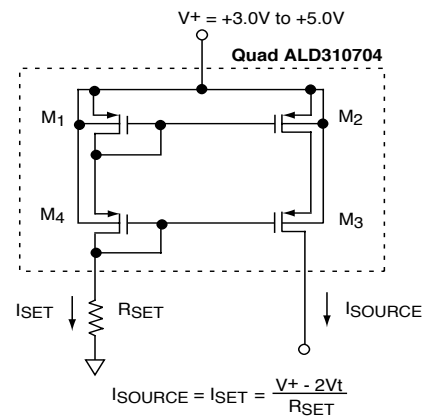 V+ = +3.0V to +5.0V
Quad ALD310704
M1
M2
M4
M3
ISET
RSET
ISOURCE
ISOURCE = ISET = V+ - 2Vt / RSET